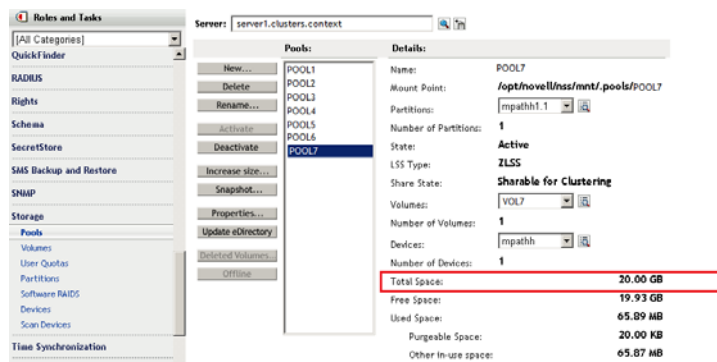 Roles and Tasks
[All Categories]
QuickFinder
RADIUS
Rights
Schema
SecretStore
SMS Backup and Restore
SNMP
Storage
Pools
Volumes
User Quotas
Partitions
Software RAIDS
Devices
Scan Devices
Time Synchronization
Server: server1.clusters.context
Pools:
New...
Delete
Rename...
Activate
Deactivate
Increase size...
Snapshot...
Properties...
Update eDirectory
Deleted Volumes...
Offline
POOL1
POOL2
POOL3
POOL4
POOL5
POOL6
POOL7
Details:
Name: POOL7
Mount Point: /opt/novell/nss/mnt/.pools/POOL7
Partitions: mpathh1.1
Number of Partitions: 1
State: Active
LSS Type: ZLSS
Share State: Sharable for Clustering
Volumes: VOL7
Number of Volumes: 1
Devices: mpathh
Number of Devices: 1
Total Space: 20.00 GB
Free Space: 19.93 GB
Used Space: 65.89 MB
Purgeable Space: 20.00 KB
Other in-use space: 65.87 MB